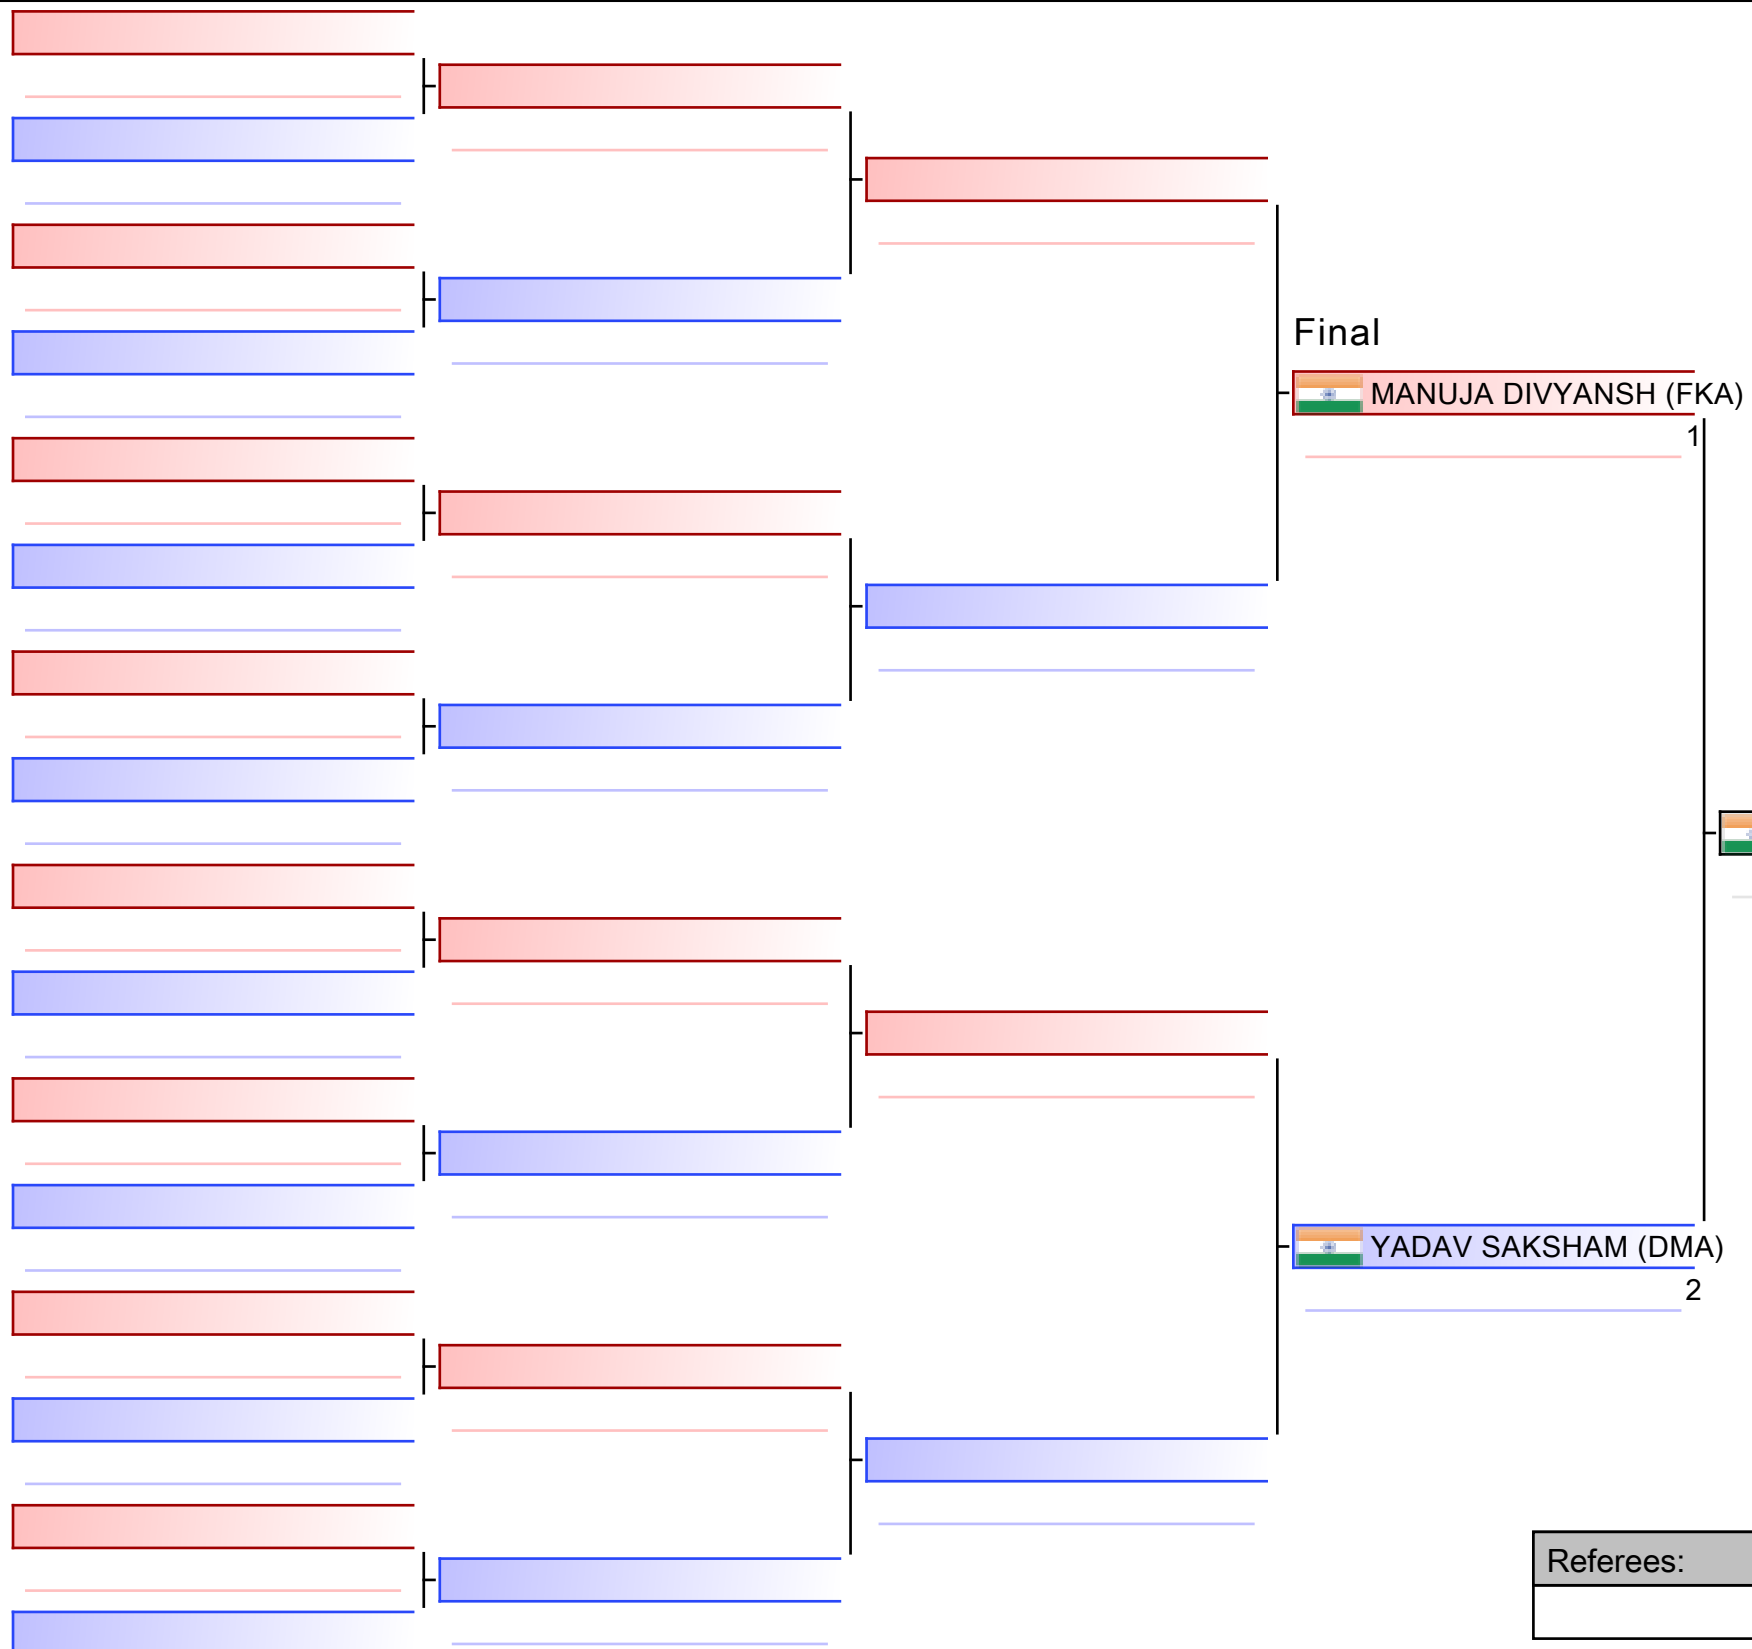 Final
MANUJA DIVYANSH (FKA)
1
YADAV SAKSHAM (DMA)
2
Referees: